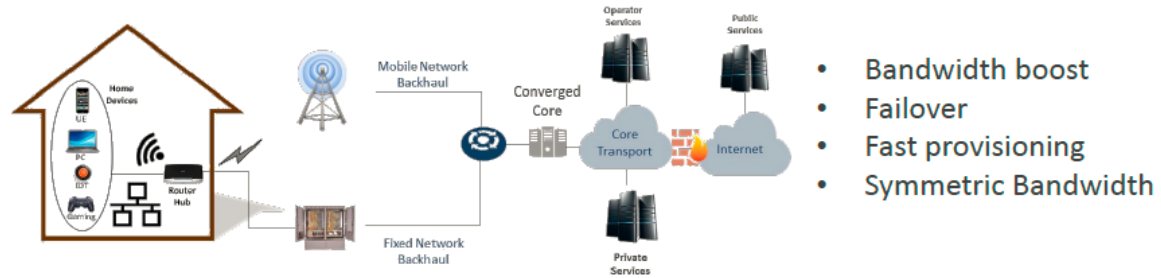 Home
Devices
UE
PC
IOT
Gaming
Router
Hub
Mobile Network
Backhaul
Fixed Network
Backhaul
Converged
Core
Operator
Services
Core
Transport
Private
Services
Public
Services
Internet
• Bandwidth boost
• Failover
• Fast provisioning
• Symmetric Bandwidth